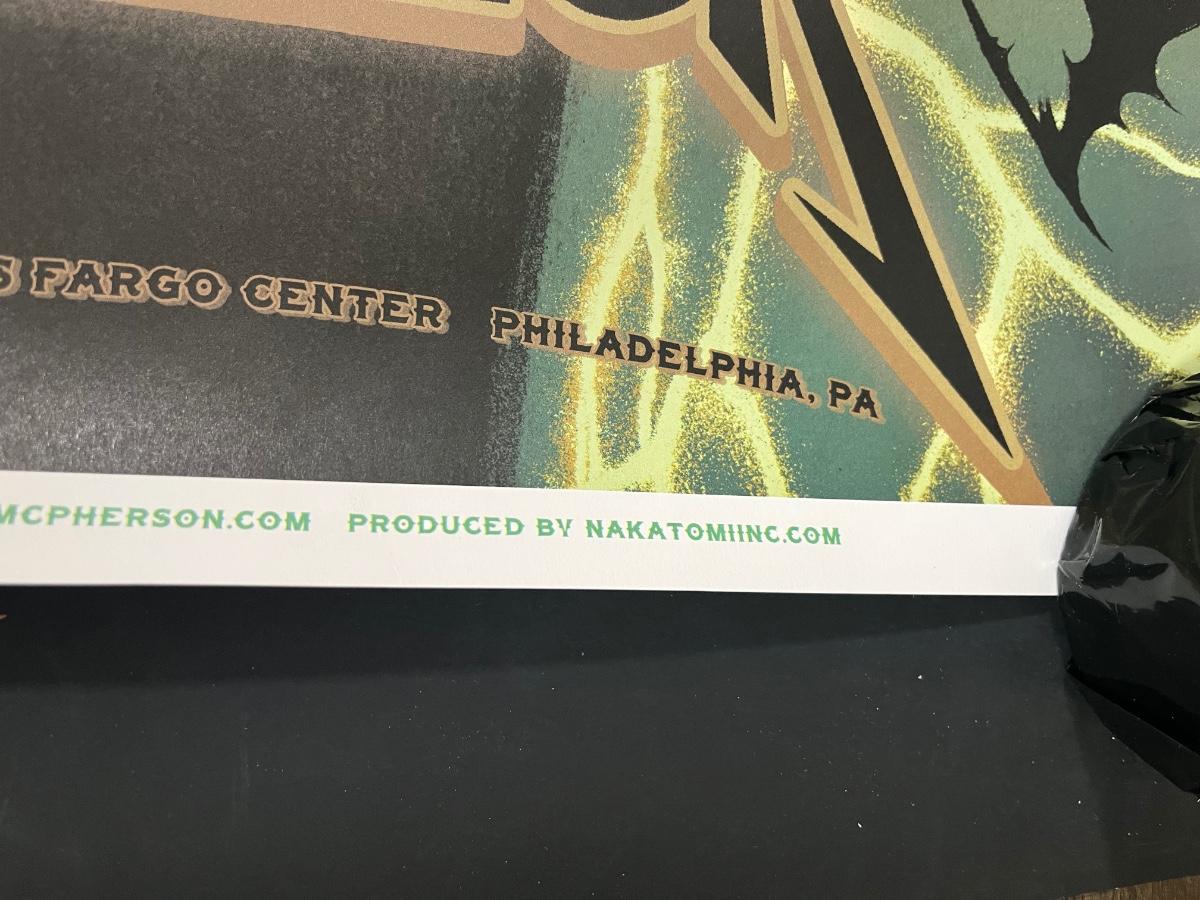 S FARGO CENTER PHILADELPHIA, PA
MCPHERSON.COM PRODUCED BY NAKATOMIINC.COM